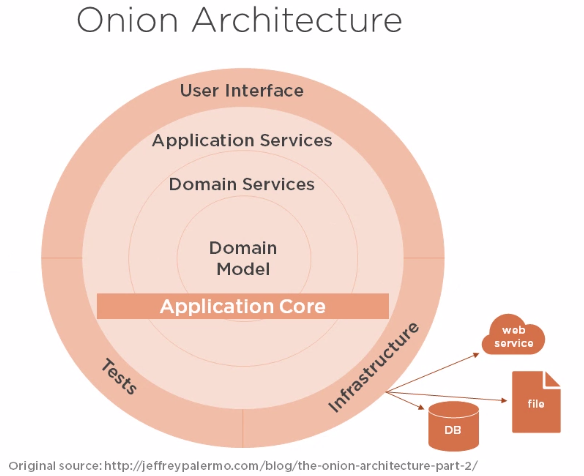 Onion Architecture
User Interface
Application Services
Domain Services
Domain
Model
Application Core
Tests
Infrastructure
web
service
file
DB
Original source: http://jeffreypalermo.com/blog/the-onion-architecture-part-2/